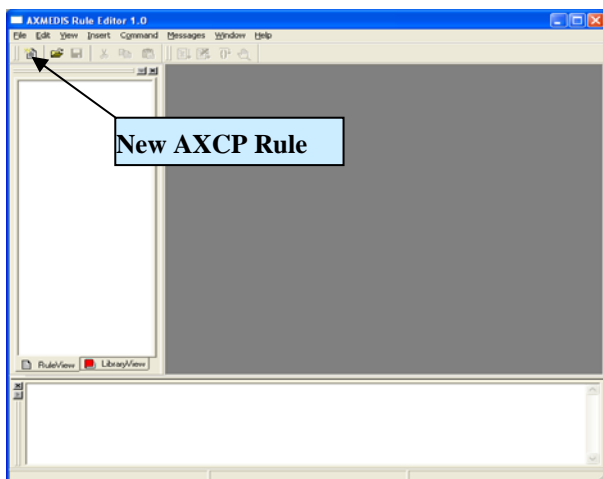 AXMEDIS Rule Editor 1.0
File Edit View Insert Command Messages Window Help
New AXCP Rule
RuleView LibraryView